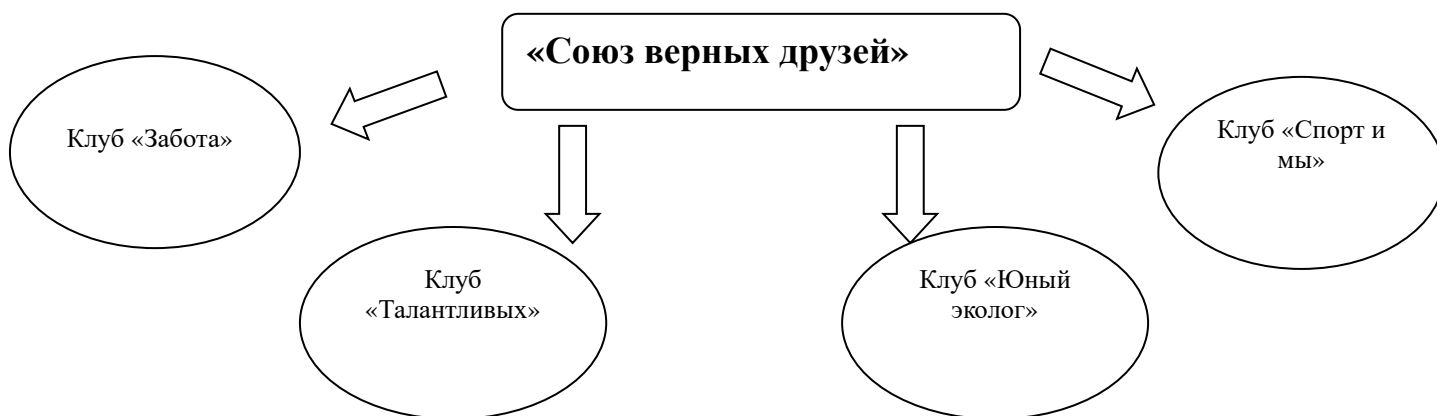 «Союз верных друзей»
Клуб «Забота»
Клуб «Спорт и
мы»
Клуб
«Талантливых»
Клуб «Юный
эколог»